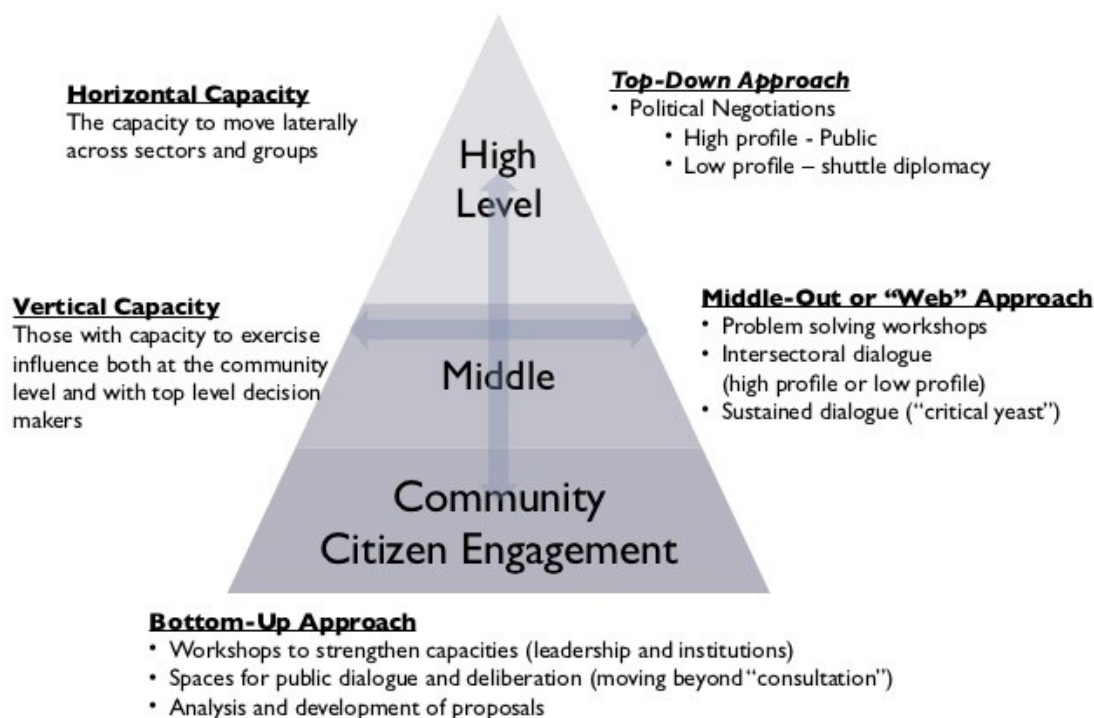 Horizontal Capacity
The capacity to move laterally
across sectors and groups
Top-Down Approach
• Political Negotiations
• High profile - Public
• Low profile – shuttle diplomacy
High
Level
Vertical Capacity
Those with capacity to exercise
influence both at the community
level and with top level decision
makers
Middle-Out or “Web” Approach
• Problem solving workshops
• Intersectoral dialogue
(high profile or low profile)
• Sustained dialogue (“critical yeast”)
Middle
Community
Citizen Engagement
Bottom-Up Approach
• Workshops to strengthen capacities (leadership and institutions)
• Spaces for public dialogue and deliberation (moving beyond “consultation”)
• Analysis and development of proposals